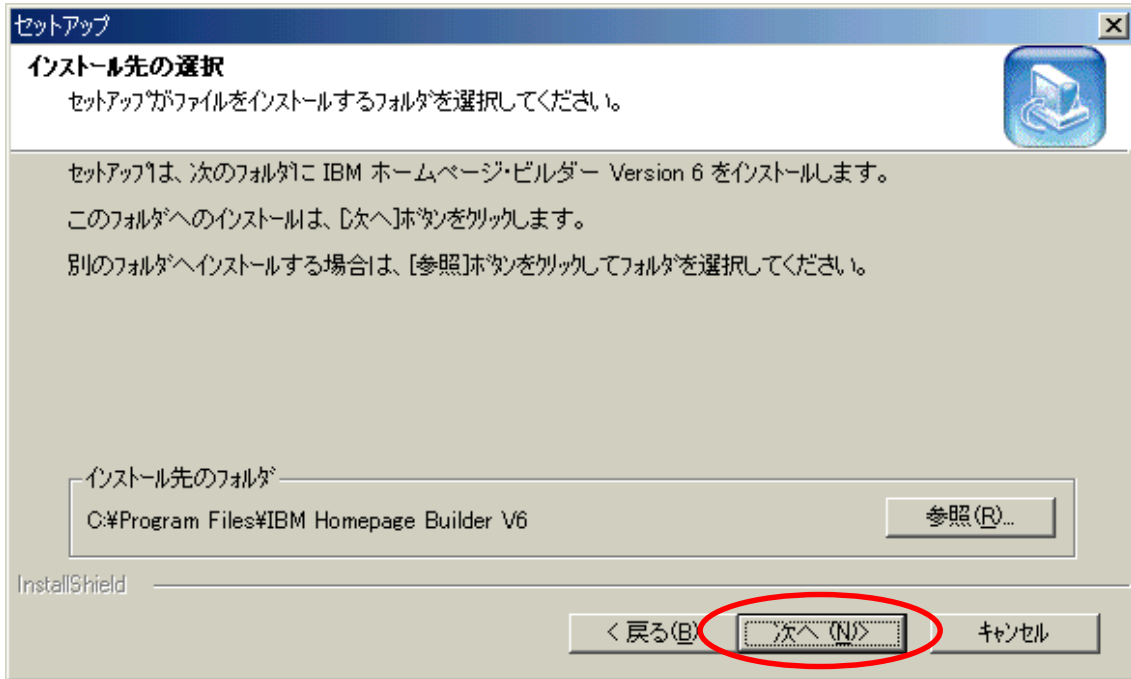 セットアップ
インストール先の選択
セットアップがファイルをインストールするフォルダを選択してください。
セットアップは、次のフォルダに IBM ホームページ・ビルダー Version 6 をインストールします。
このフォルダへのインストールは、[次へ]ボタンをクリックします。
別のフォルダへインストールする場合は、[参照]ボタンをクリックしてフォルダを選択してください。
インストール先のフォルダ
C:¥Program Files¥IBM Homepage Builder V6
参照(R)...
InstallShield
< 戻る(B)
次へ (N)>
キャンセル